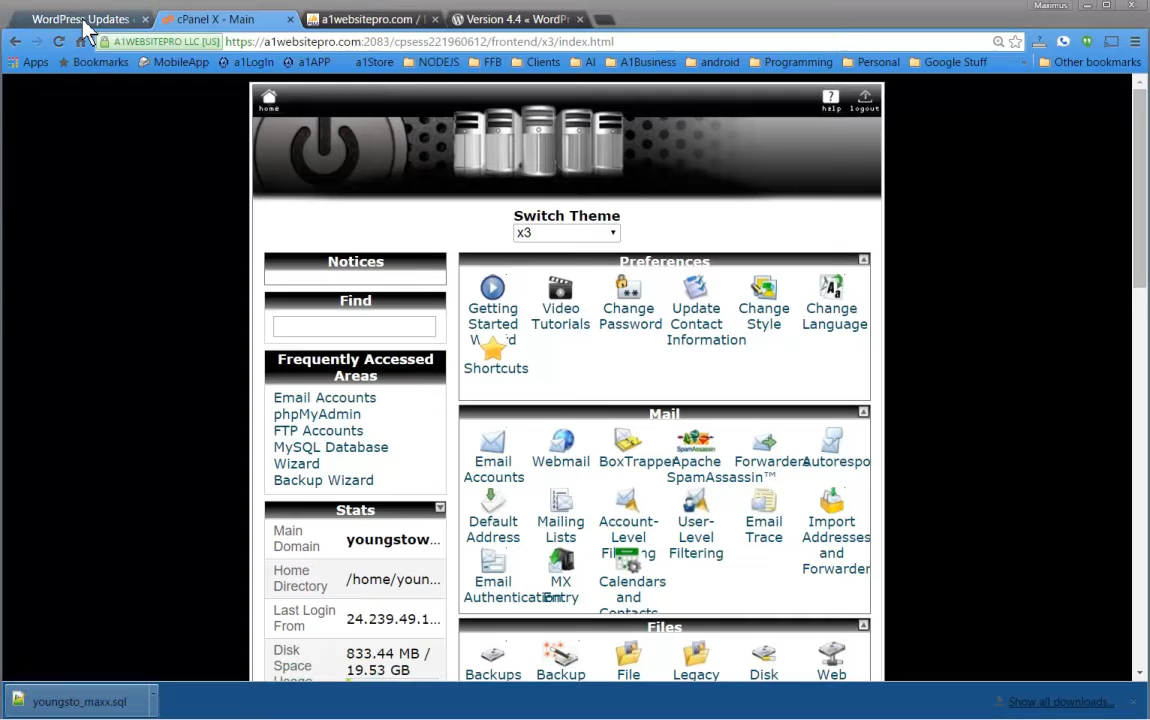 Maximus
WordPress Updates
cPanel X - Main
a1websitepro.com /
Version 4.4 « WordPr
A1WEBSITEPRO LLC [US]
https://a1websitepro.com:2083/cpsess221960612/frontend/x3/index.html
Apps
Bookmarks
MobileApp
a1LogIn
a1APP
a1Store
NODEJS
FFB
Clients
AI
A1Business
android
Programming
Personal
Google Stuff
Other bookmarks
home
help
logout
Switch Theme
x3
Notices
Find
Frequently Accessed
Areas
Email Accounts
phpMyAdmin
FTP Accounts
MySQL Database
Wizard
Backup Wizard
Stats
Main
Domain
youngstow...
Home
Directory
/home/youn...
Last Login
From
24.239.49.1...
Disk
Space
833.44 MB /
19.53 GB
Preferences
Getting
Started
Video
Tutorials
Change
Password
Update
Contact
Information
Change
Style
Change
Language
Shortcuts
Mail
Email
Accounts
Webmail
BoxTrapper
Apache
SpamAssassin™
Forwarders
Autorespo
Default
Address
Mailing
Lists
Account-
Level
User-
Level
Filtering
Email
Trace
Import
Addresses
and
Forwarder
Email
Authentication
MX
Entry
Calendars
and
Contacts
Files
Backups
Backup
File
Legacy
Disk
Web
youngsto_maxx.sql
Show all downloads...